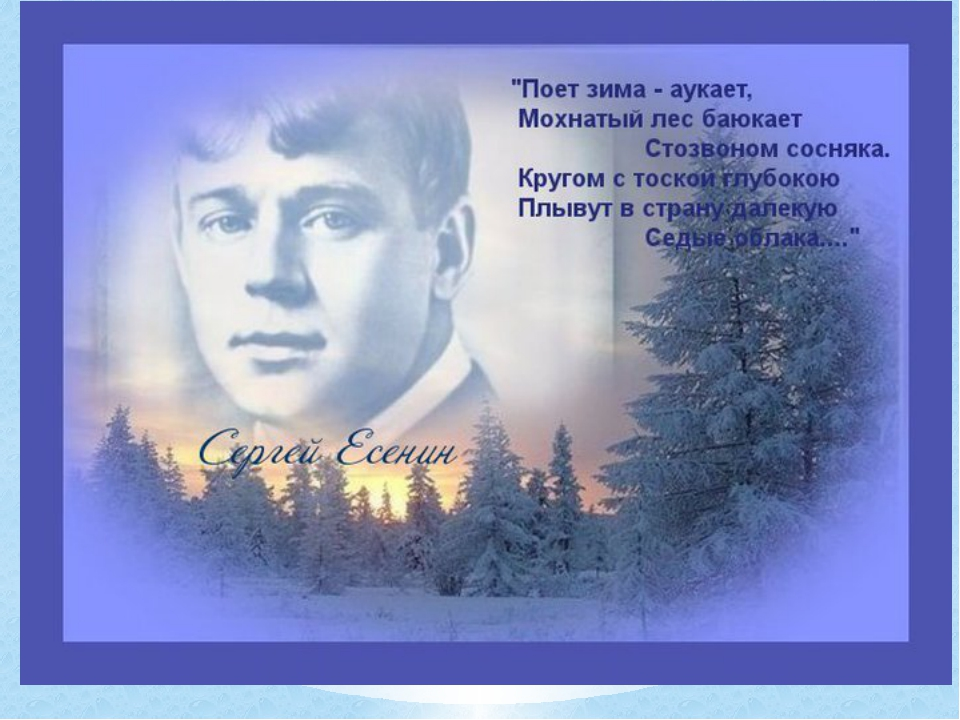 "Поет зима - аукает,
Мохнатый лес баюкает
Стозвоном сосняка.
Кругом с тоской глубокою
Плывут в страну далекую
Седые облака...."
Сергей Есенин